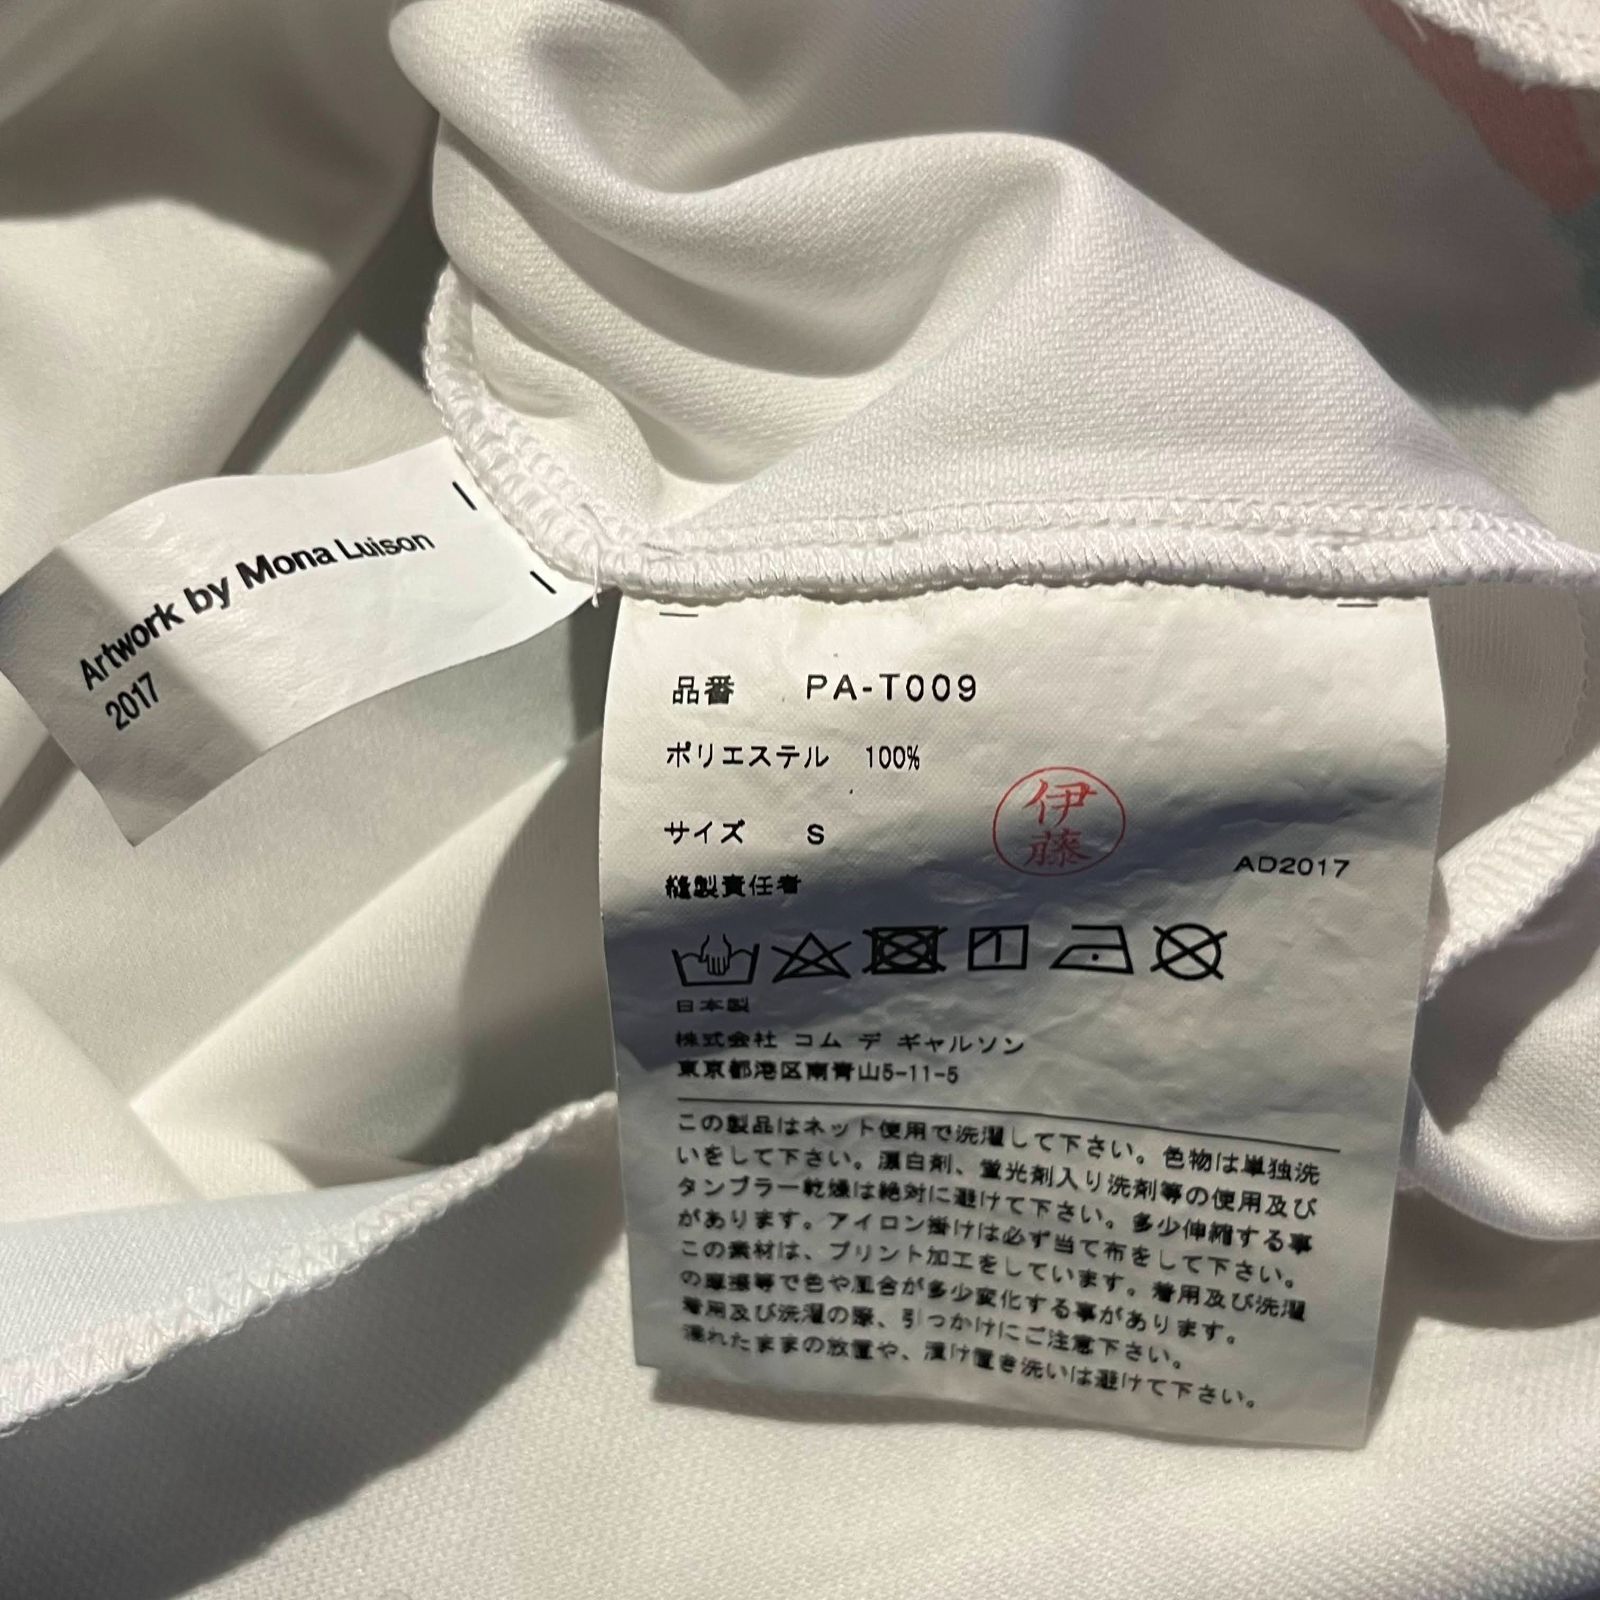 Artwork by Mona Luison
2017
品番 PA-T009
ポリエステル 100%
サイズ S
伊藤
AD2017
縫製責任者
日本製
株式会社 コム デ ギャルソン
東京都港区南青山5-11-5
この製品はネット使用で洗濯して下さい。色物は単独洗
いをして下さい。漂白剤、蛍光剤入り洗剤等の使用及び
タンブラー乾燥は絶対に避けて下さい。多少伸縮する事
があります。アイロン掛けは必ず当て布をして下さい。
この素材は、プリント加工をしています。着用及び洗濯
の摩擦等で色や風合が多少変化する事があります。
着用及び洗濯の際、引っかけにご注意下さい。
濡れたままの放置や、漬け置き洗いは避けて下さい。